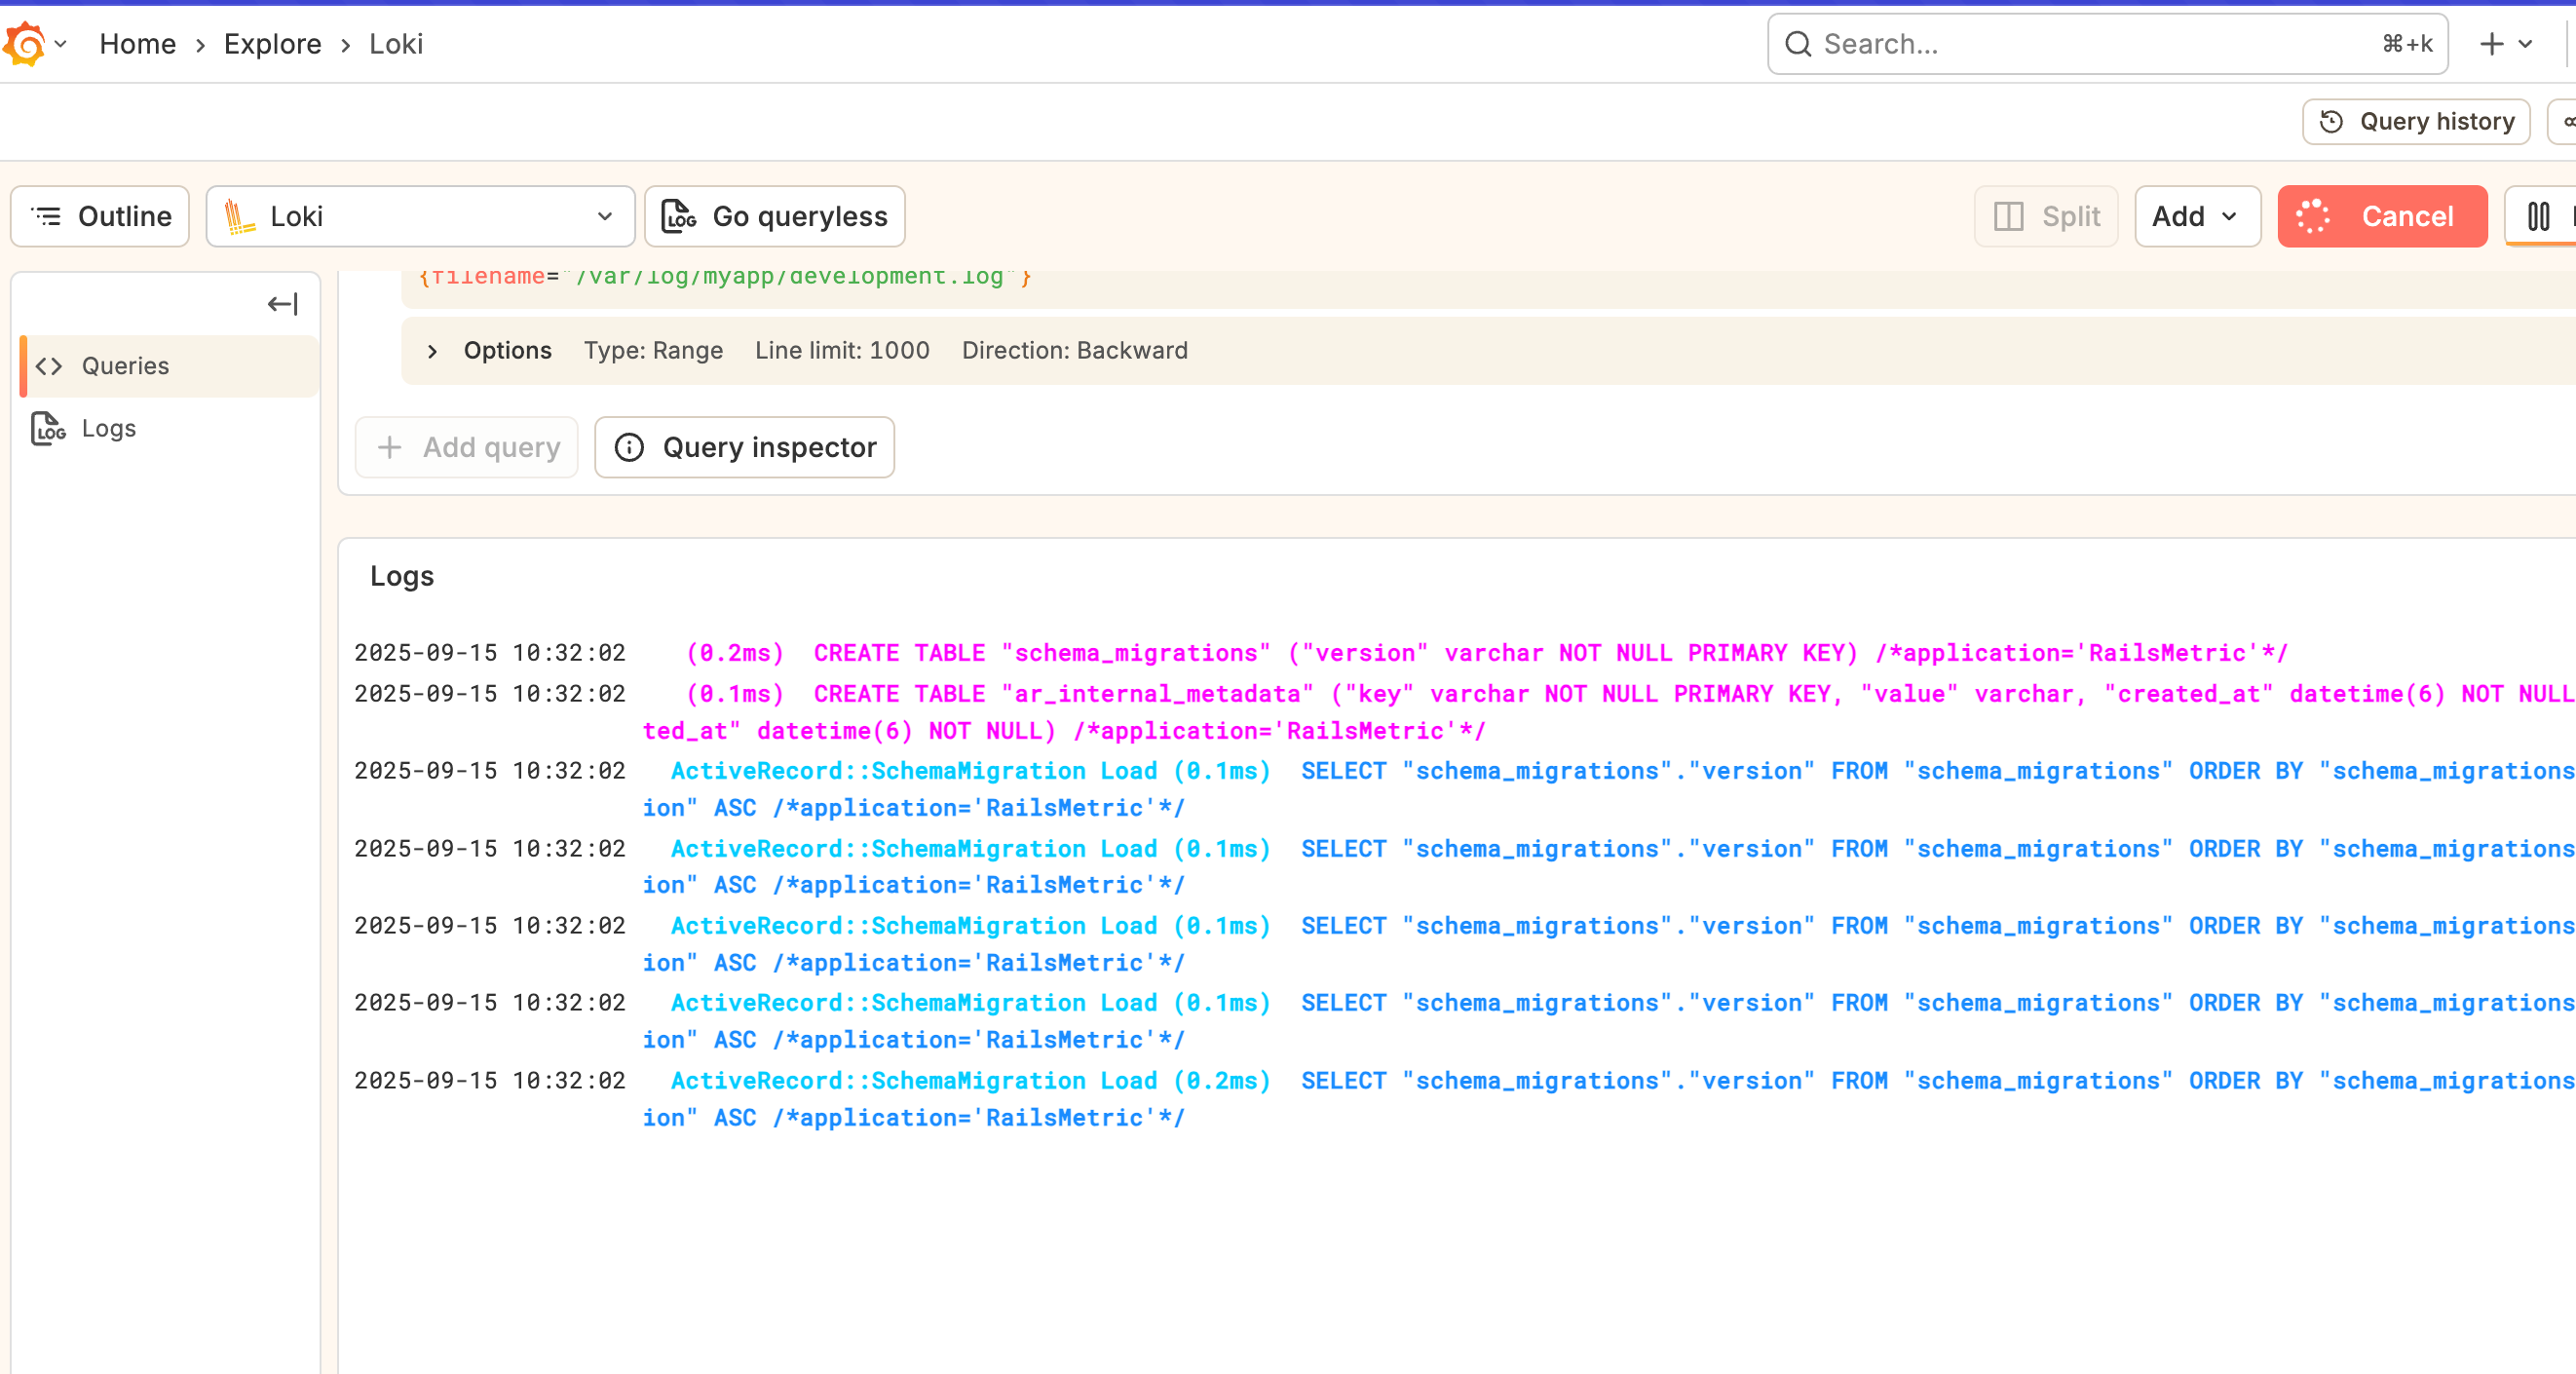 Home › Explore › Loki
Search...
⌘+k
Query history
Outline
Loki
Go queryless
Split
Add
Cancel
{filename="/var/log/myapp/development.log"}
Options Type: Range Line limit: 1000 Direction: Backward
Queries
Logs
Add query
Query inspector
Logs
2025-09-15 10:32:02 (0.2ms) CREATE TABLE "schema_migrations" ("version" varchar NOT NULL PRIMARY KEY) /*application='RailsMetric'*/
2025-09-15 10:32:02 (0.1ms) CREATE TABLE "ar_internal_metadata" ("key" varchar NOT NULL PRIMARY KEY, "value" varchar, "created_at" datetime(6) NOT NULL
ted_at" datetime(6) NOT NULL) /*application='RailsMetric'*/
2025-09-15 10:32:02 ActiveRecord::SchemaMigration Load (0.1ms) SELECT "schema_migrations"."version" FROM "schema_migrations" ORDER BY "schema_migrations
ion" ASC /*application='RailsMetric'*/
2025-09-15 10:32:02 ActiveRecord::SchemaMigration Load (0.1ms) SELECT "schema_migrations"."version" FROM "schema_migrations" ORDER BY "schema_migrations
ion" ASC /*application='RailsMetric'*/
2025-09-15 10:32:02 ActiveRecord::SchemaMigration Load (0.1ms) SELECT "schema_migrations"."version" FROM "schema_migrations" ORDER BY "schema_migrations
ion" ASC /*application='RailsMetric'*/
2025-09-15 10:32:02 ActiveRecord::SchemaMigration Load (0.1ms) SELECT "schema_migrations"."version" FROM "schema_migrations" ORDER BY "schema_migrations
ion" ASC /*application='RailsMetric'*/
2025-09-15 10:32:02 ActiveRecord::SchemaMigration Load (0.2ms) SELECT "schema_migrations"."version" FROM "schema_migrations" ORDER BY "schema_migrations
ion" ASC /*application='RailsMetric'*/